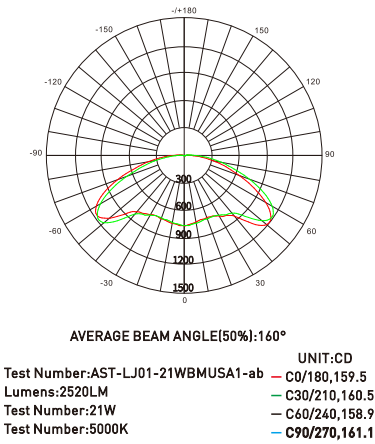 -/+180
-150
150
-120
120
-90
90
300
600
-60
60
900
1200
-30
30
1500
0
AVERAGE BEAM ANGLE(50%):160°
UNIT:CD
Test Number:AST-LJ01-21WBMUSA1-ab
C0/180,159.5
Lumens:2520LM
C30/210,160.5
Test Number:21W
C60/240,158.9
Test Number:5000K
C90/270,161.1